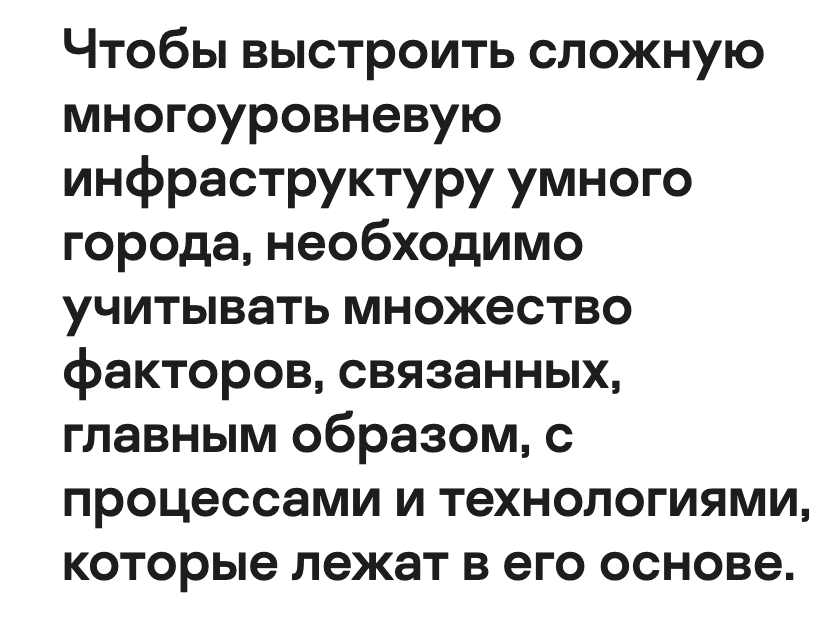 Чтобы выстроить сложную
многоуровневую
инфраструктуру умного
города, необходимо
учитывать множество
факторов, связанных,
главным образом, с
процессами и технологиями,
которые лежат в его основе.